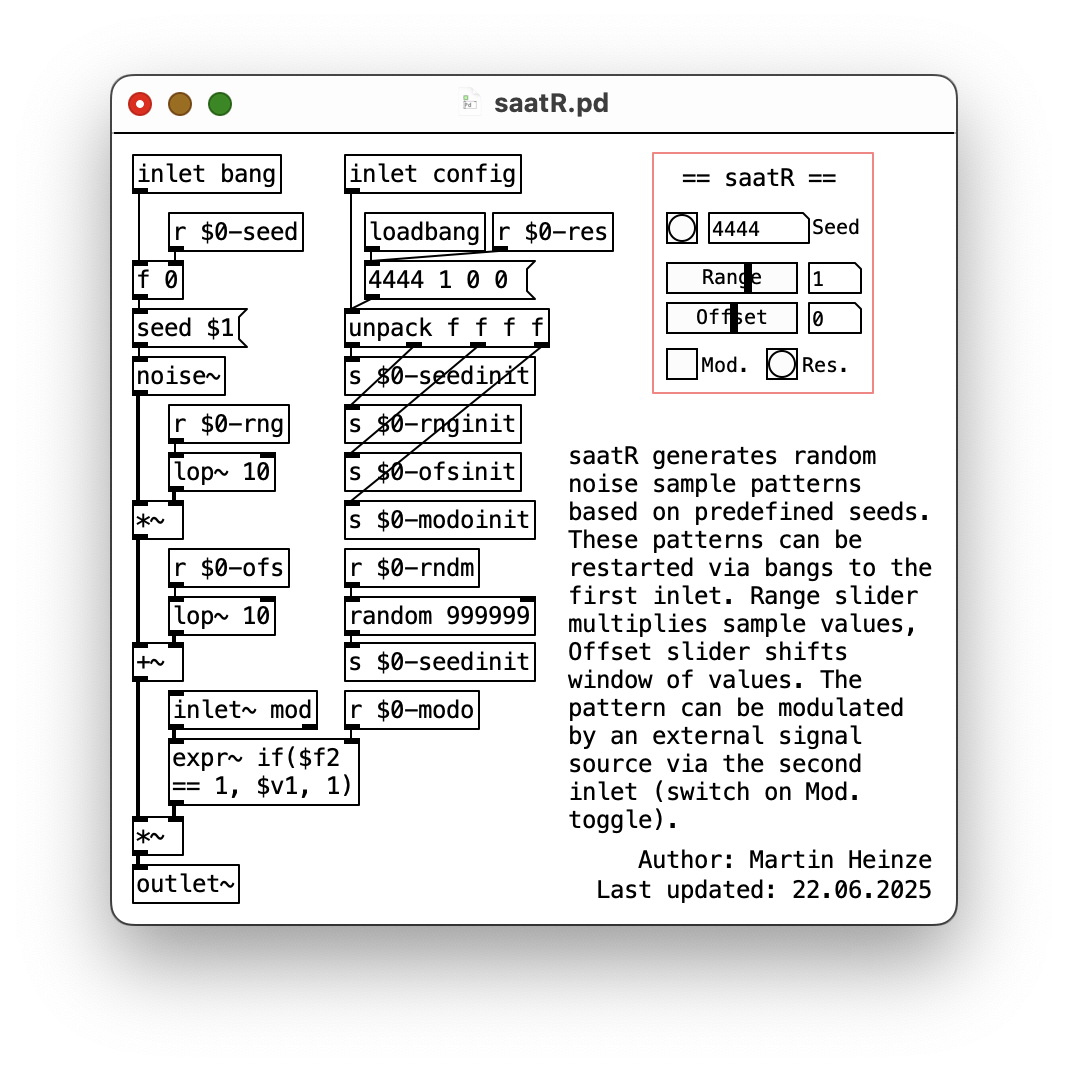 saatR.pd
inlet bang
r $0-seed
f 0
seed $1
noise~
r $0-rng
lop~ 10
*~
r $0-ofs
lop~ 10
+~
inlet~ mod
expr~ if($f2
== 1, $v1, 1)
*~
outlet~
inlet config
loadbang
r $0-res
4444 1 0 0
unpack f f f f
s $0-seedinit
s $0-rnginit
s $0-ofsinit
s $0-modoinit
r $0-rndm
random 999999
s $0-seedinit
r $0-modo
== saatR ==
4444 Seed
Range 1
Offset 0
Mod. Res.
saatR generates random
noise sample patterns
based on predefined seeds.
These patterns can be
restarted via bangs to the
first inlet. Range slider
multiplies sample values,
Offset slider shifts
window of values. The
pattern can be modulated
by an external signal
source via the second
inlet (switch on Mod.
toggle).
Author: Martin Heinze
Last updated: 22.06.2025